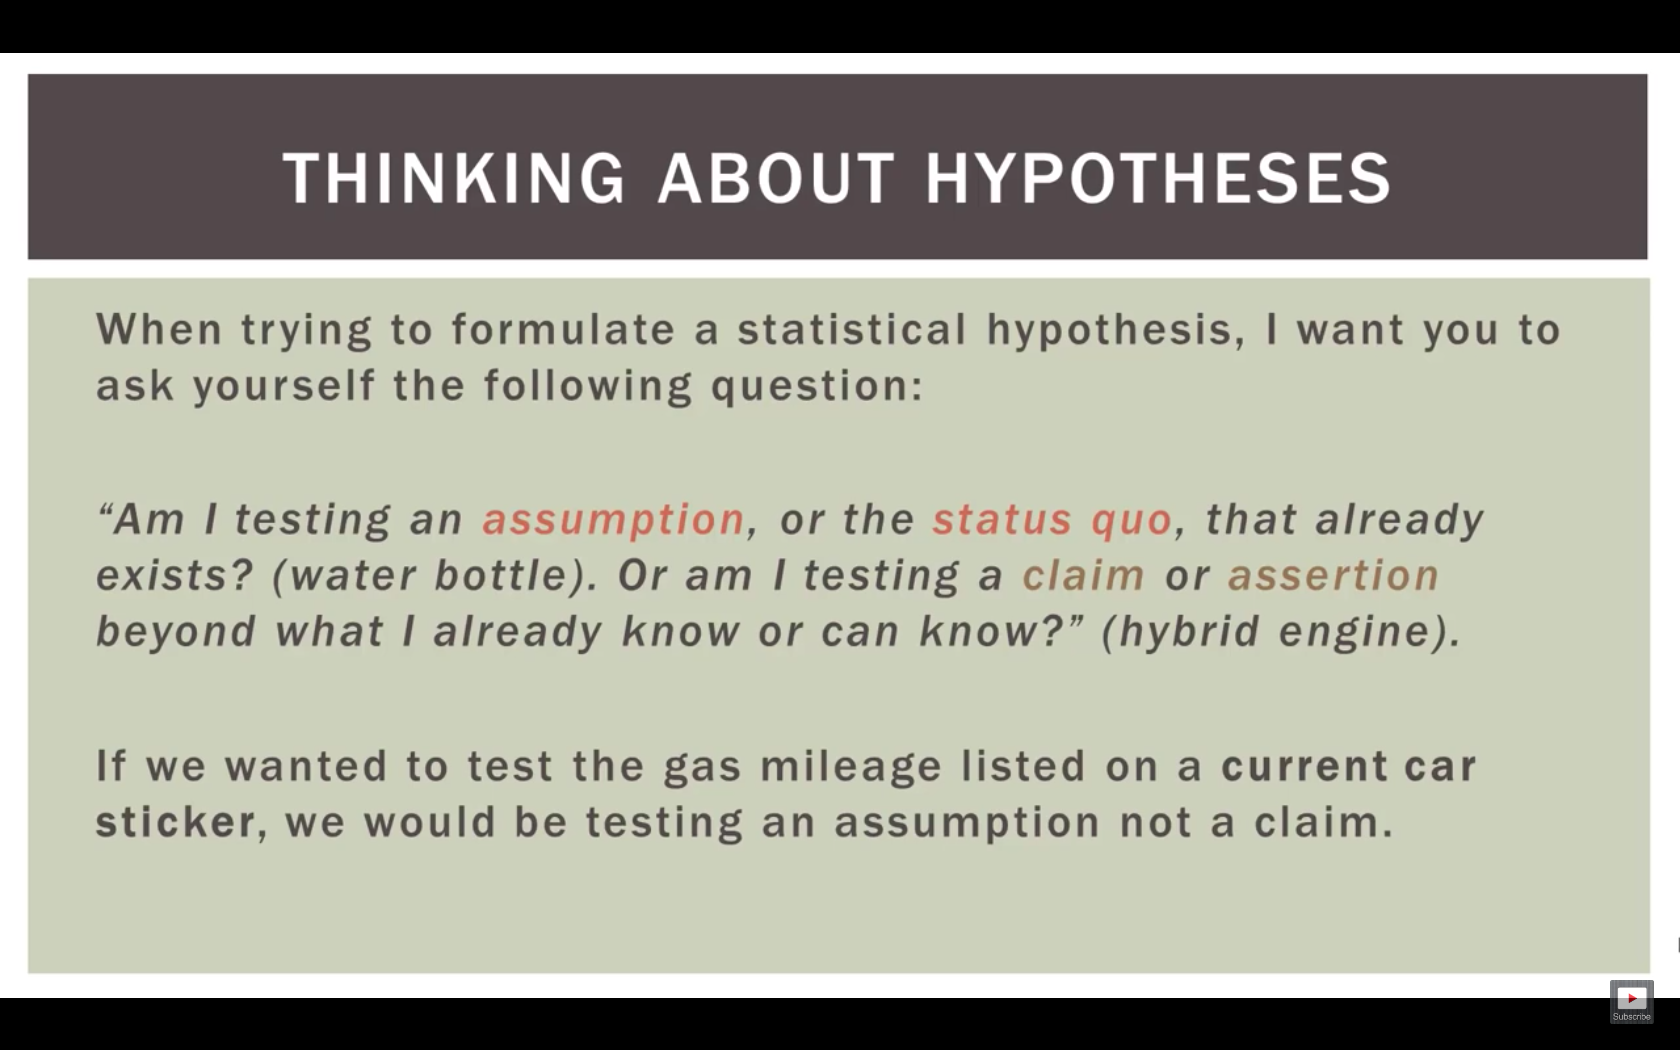 THINKING ABOUT HYPOTHESES
When trying to formulate a statistical hypothesis, I want you to
ask yourself the following question:
“Am I testing an assumption, or the status quo, that already
exists? (water bottle). Or am I testing a claim or assertion
beyond what I already know or can know?” (hybrid engine).
If we wanted to test the gas mileage listed on a current car
sticker, we would be testing an assumption not a claim.
Subscribe